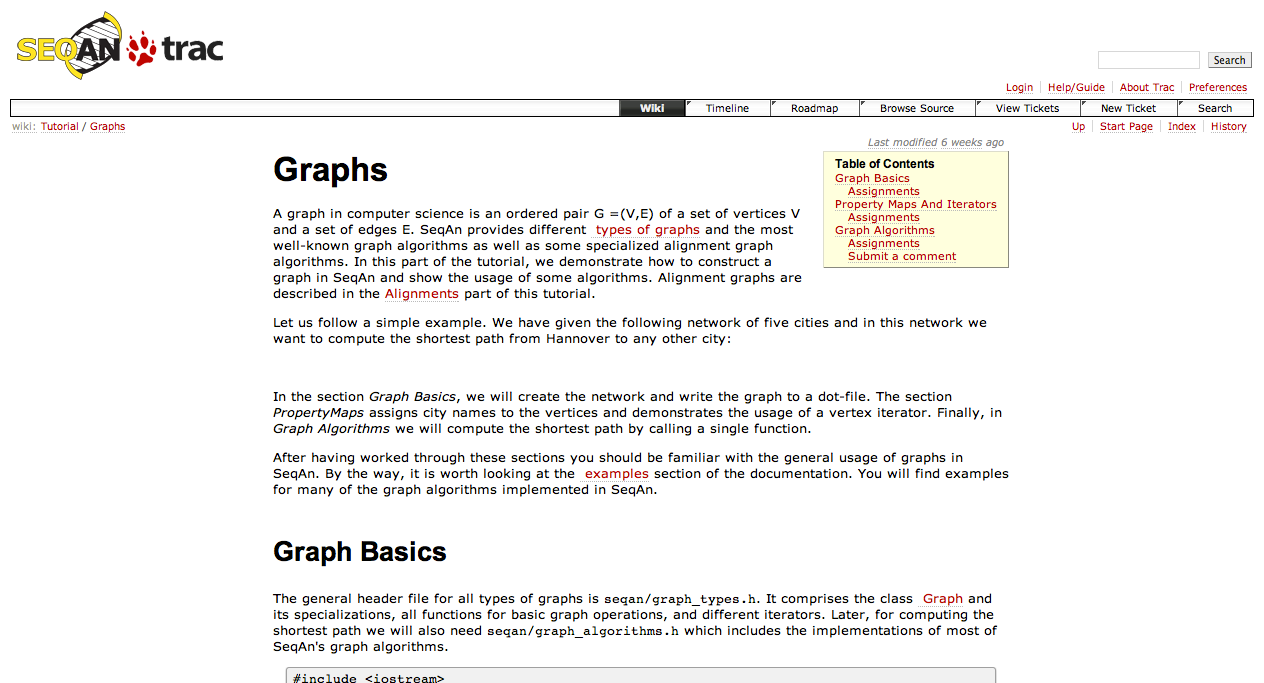 SEQAN trac
Search
Login Help/Guide About Trac Preferences
Wiki Timeline Roadmap Browse Source View Tickets New Ticket Search
wiki: Tutorial / Graphs
Up Start Page Index History
Last modified 6 weeks ago
Table of Contents
Graph Basics
Assignments
Property Maps And Iterators
Assignments
Graph Algorithms
Assignments
Submit a comment
Graphs
A graph in computer science is an ordered pair G =(V,E) of a set of vertices V
and a set of edges E. SeqAn provides different types of graphs and the most
well-known graph algorithms as well as some specialized alignment graph
algorithms. In this part of the tutorial, we demonstrate how to construct a
graph in SeqAn and show the usage of some algorithms. Alignment graphs are
described in the Alignments part of this tutorial.
Let us follow a simple example. We have given the following network of five cities and in this network we
want to compute the shortest path from Hannover to any other city:
In the section Graph Basics, we will create the network and write the graph to a dot-file. The section
PropertyMaps assigns city names to the vertices and demonstrates the usage of a vertex iterator. Finally, in
Graph Algorithms we will compute the shortest path by calling a single function.
After having worked through these sections you should be familiar with the general usage of graphs in
SeqAn. By the way, it is worth looking at the examples section of the documentation. You will find examples
for many of the graph algorithms implemented in SeqAn.
Graph Basics
The general header file for all types of graphs is seqan/graph_types.h. It comprises the class Graph and
its specializations, all functions for basic graph operations, and different iterators. Later, for computing the
shortest path we will also need seqan/graph_algorithms.h which includes the implementations of most of
SeqAn's graph algorithms.
#include <iostream>